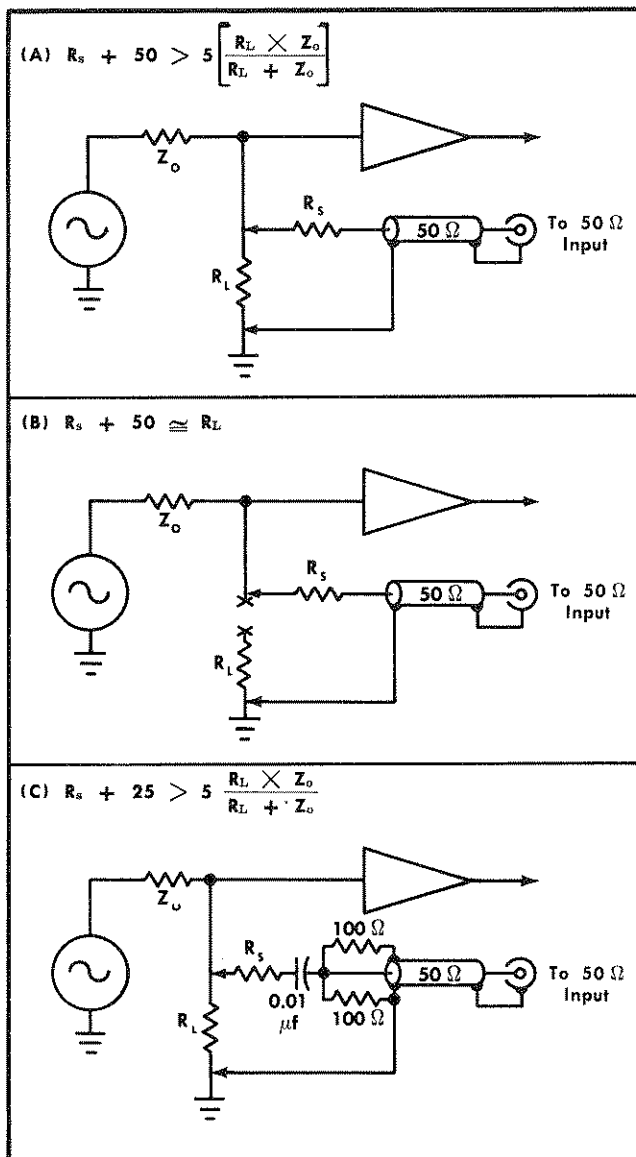 (A) Rs + 50 > 5 [ RL × Zo
RL + Zo ]
Zo
Rs
50 Ω
To 50 Ω
Input
RL
(B) Rs + 50 ≅ RL
Zo
Rs
50 Ω
To 50 Ω
Input
RL
(C) Rs + 25 > 5 RL × Zo
RL + Zo
Zo
100 Ω
Rs
50 Ω
To 50 Ω
Input
0.01
μf
100 Ω
RL